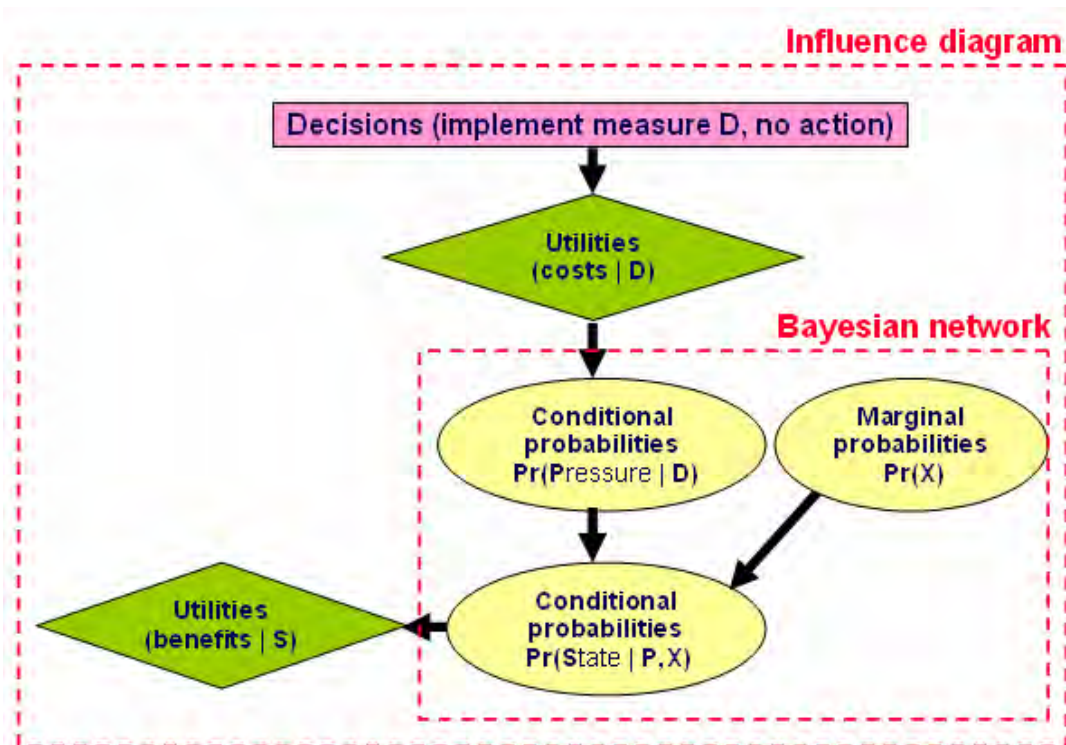 Influence diagram
Decisions (implement measure D, no action)
Utilities
(costs | D)
Bayesian network
Conditional
probabilities
Pr(Pressure | D)
Marginal
probabilities
Pr(X)
Utilities
(benefits | S)
Conditional
probabilities
Pr(State | P,X)